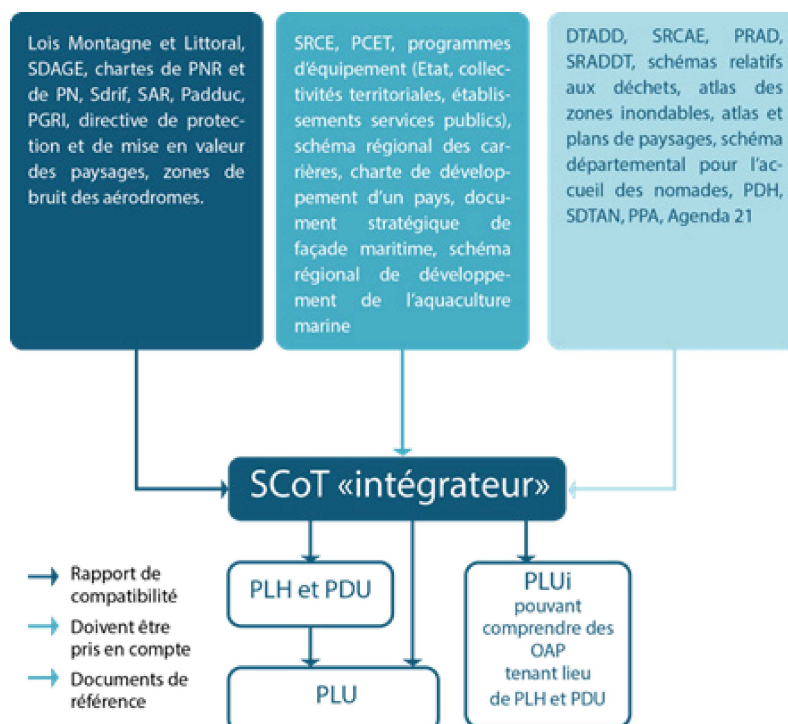 Lois Montagne et Littoral,
SDAGE, chartes de PNR et
de PN, Sdrif, SAR, Padduc,
PGRI, directive de protec-
tion et de mise en valeur
des paysages, zones de
bruit des aérodromes.
SRCE, PCET, programmes
d'équipement (Etat, collec-
tivités territoriales, établis-
sements services publics),
schéma régional des car-
rières, charte de dévelop-
pement d'un pays, docu-
ment stratégique de
façade maritime, schéma
régional de développe-
ment de l'aquaculture
marine
DTADD, SRCAE, PRAD,
SRADDT, schémas relatifs
aux déchets, atlas des
zones inondables, atlas et
plans de paysages, schéma
départemental pour l'ac-
cueil des nomades, PDH,
SDTAN, PPA, Agenda 21
SCoT «intégrateur»
PLH et PDU
PLU
PLUi
pouvant
comprendre des
OAP
tenant lieu
de PLH et PDU
Rapport de
compatibilité
Doivent être
pris en compte
Documents de
référence